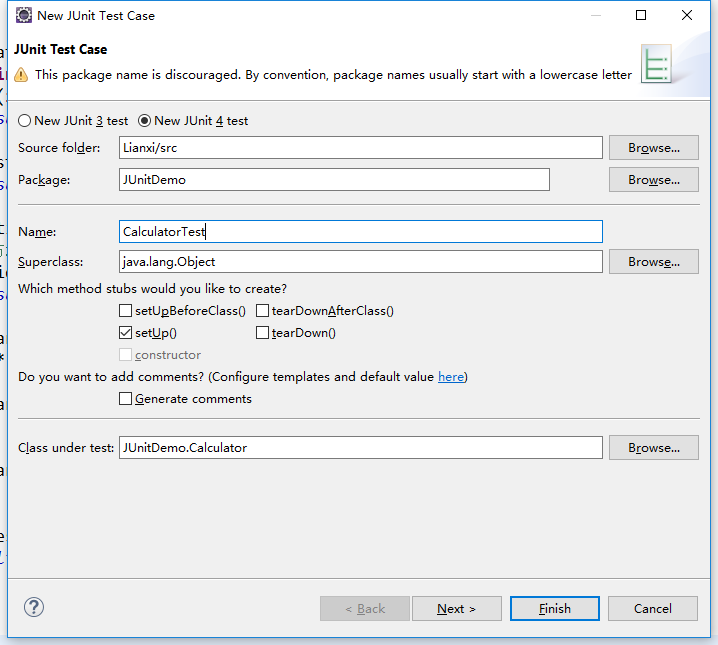 New JUnit Test Case
JUnit Test Case
This package name is discouraged. By convention, package names usually start with a lowercase letter
New JUnit 3 test New JUnit 4 test
Source folder: Lianxi/src Browse...
Package: JUnitDemo Browse...
Name: CalculatorTest
Superclass: java.lang.Object Browse...
Which method stubs would you like to create?
setUpBeforeClass() tearDownAfterClass()
setUp() tearDown()
constructor
Do you want to add comments? (Configure templates and default value here)
Generate comments
Class under test: JUnitDemo.Calculator Browse...
? < Back Next > Finish Cancel